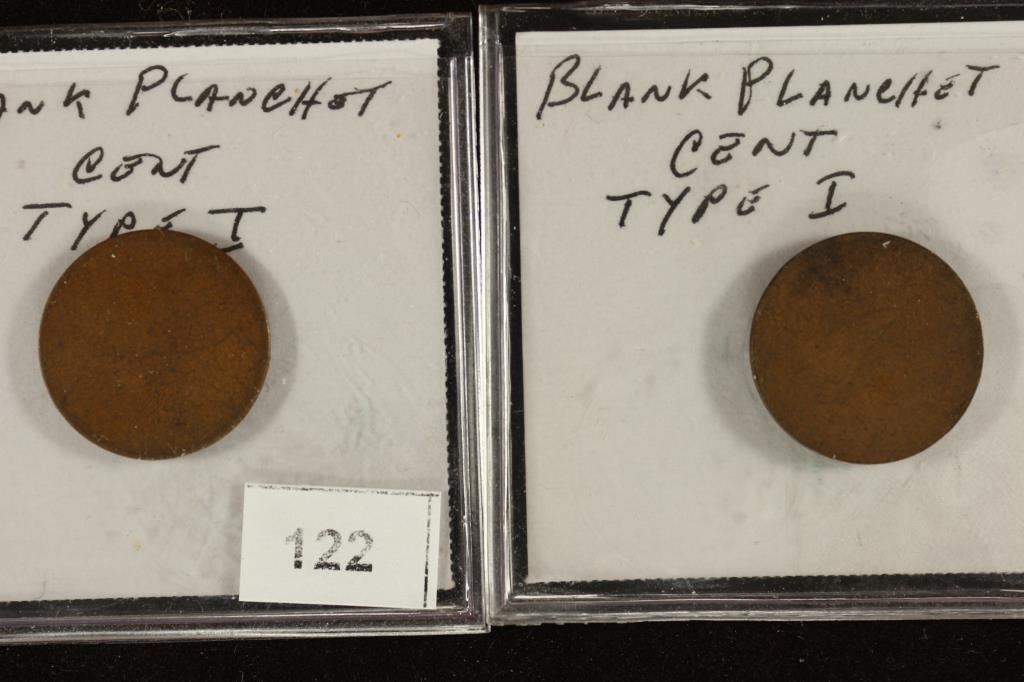 ANK PLANCHET
CENT
TYPE I
122
BLANK PLANCHET
CENT
TYPE I